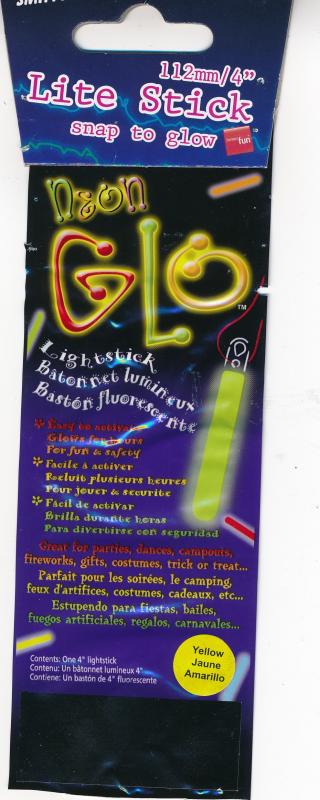 112mm/4"
Lite Stick
snap to glow
fun
neon
GLO™
Lightstick
Bâtonnet lumineux
Bastón fluorescente
Easy to activate
Glows for hours
For fun & safety
Facile à activer
Reluit plusieurs heures
Pour jouer & securite
Fácil de activar
Brilla durante horas
Para divertirse con seguridad
Great for parties, dances, campouts,
fireworks, gifts, costumes, trick or treat...
Parfait pour les soirées, le camping,
feux d'artifices, costumes, cadeaux, etc...
Estupendo para fiestas, bailes,
fuegos artificiales, regalos, carnavales...
Yellow
Jaune
Amarillo
Contents: One 4" lightstick
Contenu: Un bâtonnet lumineux 4"
Contiene: Un bastón de 4" fluorescente